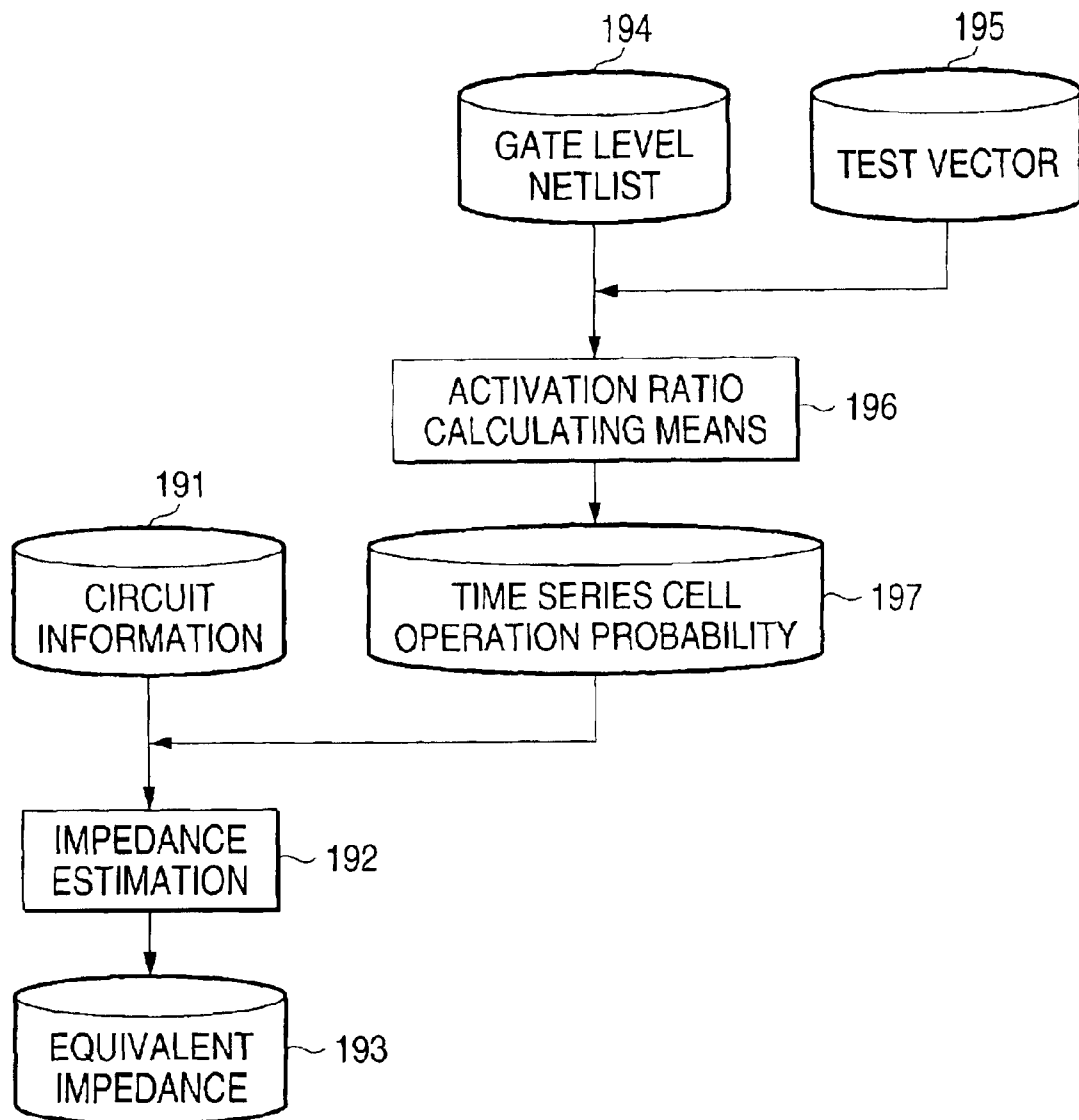 194
195
GATE LEVEL
NETLIST
TEST VECTOR
ACTIVATION RATIO
CALCULATING MEANS
196
191
CIRCUIT
INFORMATION
TIME SERIES CELL
OPERATION PROBABILITY
197
IMPEDANCE
ESTIMATION
192
EQUIVALENT
IMPEDANCE
193